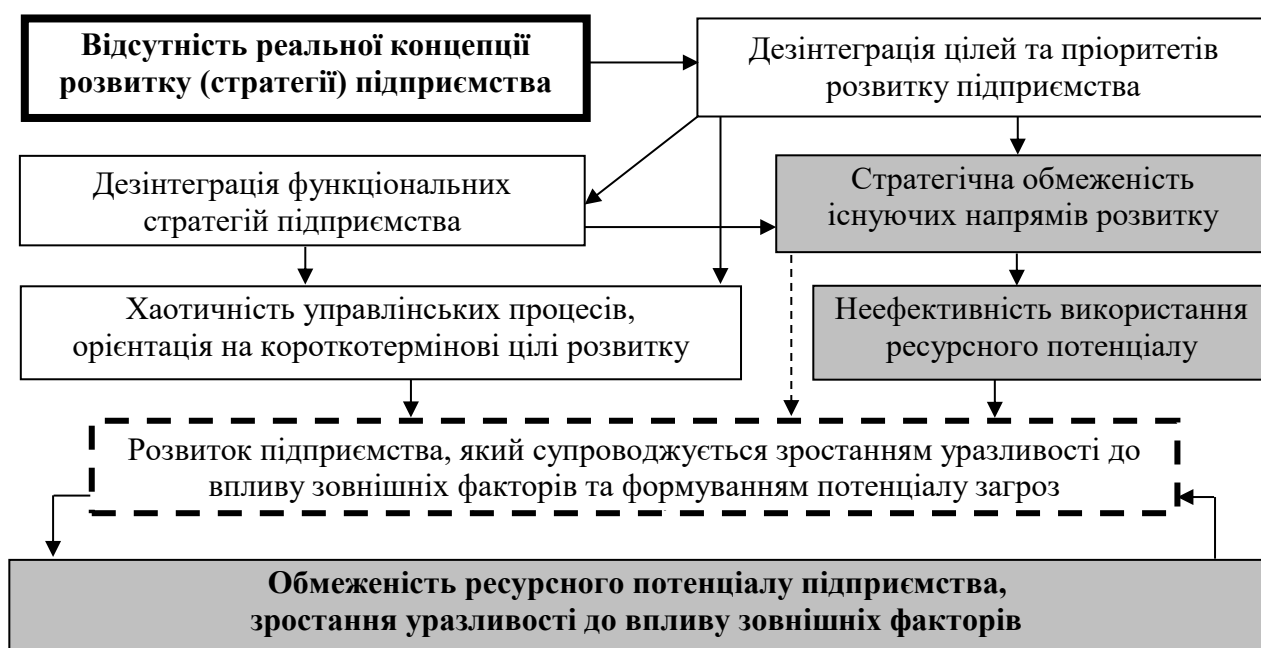 Відсутність реальної концепції
розвитку (стратегії) підприємства
Дезінтеграція цілей та пріоритетів
розвитку підприємства
Дезінтеграція функціональних
стратегій підприємства
Стратегічна обмеженість
існуючих напрямів розвитку
Хаотичність управлінських процесів,
орієнтація на короткотермінові цілі розвитку
Неефективність використання
ресурсного потенціалу
Розвиток підприємства, який супроводжується зростанням уразливості до
впливу зовнішніх факторів та формуванням потенціалу загроз
Обмеженість ресурсного потенціалу підприємства,
зростання уразливості до впливу зовнішніх факторів